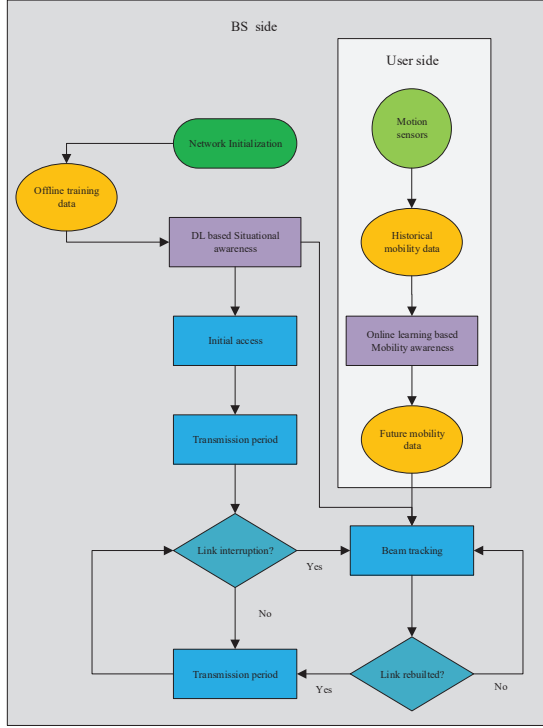 BS side
User side
Motion
sensors
Network Initialization
Offline training
data
DL based Situational
awareness
Historical
mobility data
Initial access
Online learning based
Mobility awareness
Transmission period
Future mobility
data
Link interruption?
Yes
Beam tracking
No
Transmission period
Yes
Link rebuilted?
No